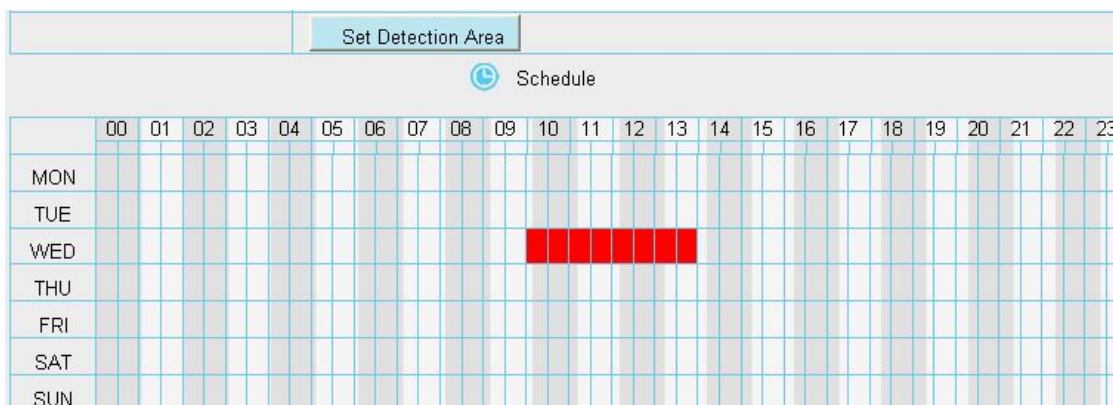 Set Detection Area
Schedule
00 01 02 03 04 05 06 07 08 09 10 11 12 13 14 15 16 17 18 19 20 21 22 23
MON
TUE
WED
THU
FRI
SAT
SUN